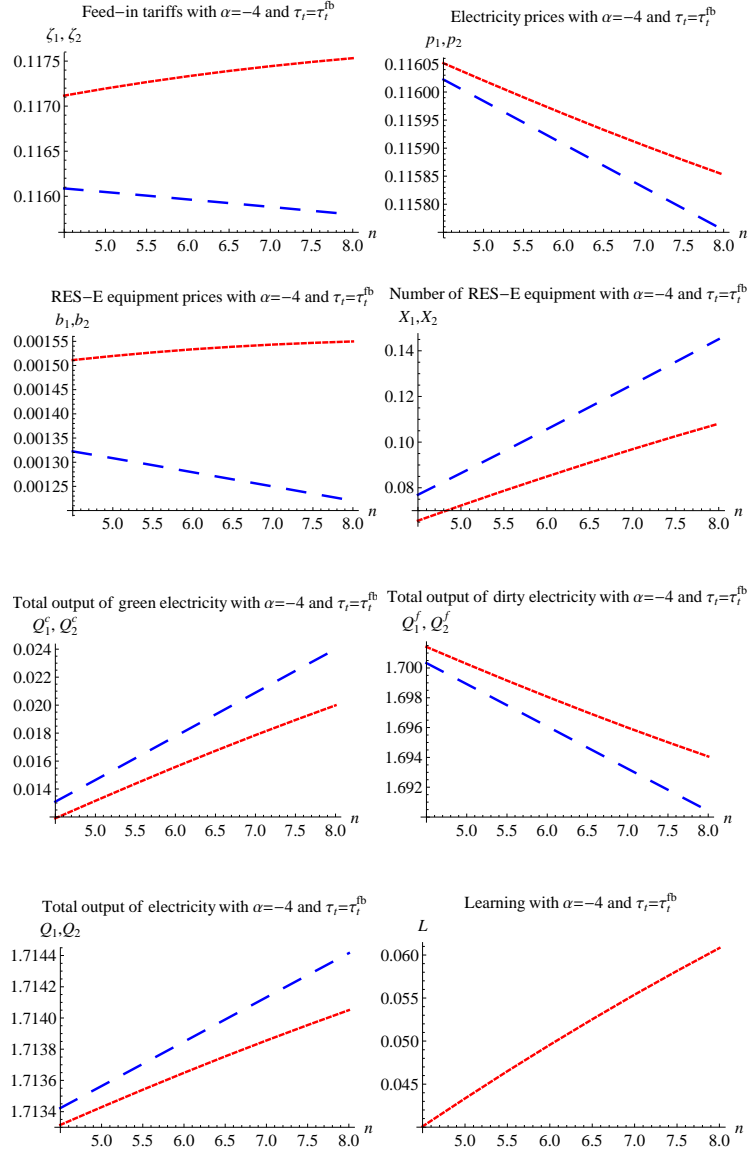 Feed−in tariffs with α=−4 and τₜ=τₜᶠᵇ
ζ₁, ζ₂
0.1175
0.1170
0.1165
0.1160
5.0 5.5 6.0 6.5 7.0 7.5 8.0 n
Electricity prices with α=−4 and τₜ=τₜᶠᵇ
p₁,p₂
0.11605
0.11600
0.11595
0.11590
0.11585
0.11580
5.0 5.5 6.0 6.5 7.0 7.5 8.0 n
RES−E equipment prices with α=−4 and τₜ=τₜᶠᵇ
b₁,b₂
0.00155
0.00150
0.00145
0.00140
0.00135
0.00130
0.00125
5.0 5.5 6.0 6.5 7.0 7.5 8.0 n
Number of RES−E equipment with α=−4 and τₜ=τₜᶠᵇ
X₁,X₂
0.14
0.12
0.10
0.08
5.0 5.5 6.0 6.5 7.0 7.5 8.0 n
Total output of green electricity with α=−4 and τₜ=τₜᶠᵇ
Q₁ᶜ, Q₂ᶜ
0.024
0.022
0.020
0.018
0.016
0.014
5.0 5.5 6.0 6.5 7.0 7.5 8.0 n
Total output of dirty electricity with α=−4 and τₜ=τₜᶠᵇ
Q₁ᶠ, Q₂ᶠ
1.700
1.698
1.696
1.694
1.692
5.0 5.5 6.0 6.5 7.0 7.5 8.0 n
Total output of electricity with α=−4 and τₜ=τₜᶠᵇ
Q₁,Q₂
1.7144
1.7142
1.7140
1.7138
1.7136
1.7134
5.0 5.5 6.0 6.5 7.0 7.5 8.0 n
Learning with α=−4 and τₜ=τₜᶠᵇ
L
0.060
0.055
0.050
0.045
5.0 5.5 6.0 6.5 7.0 7.5 8.0 n